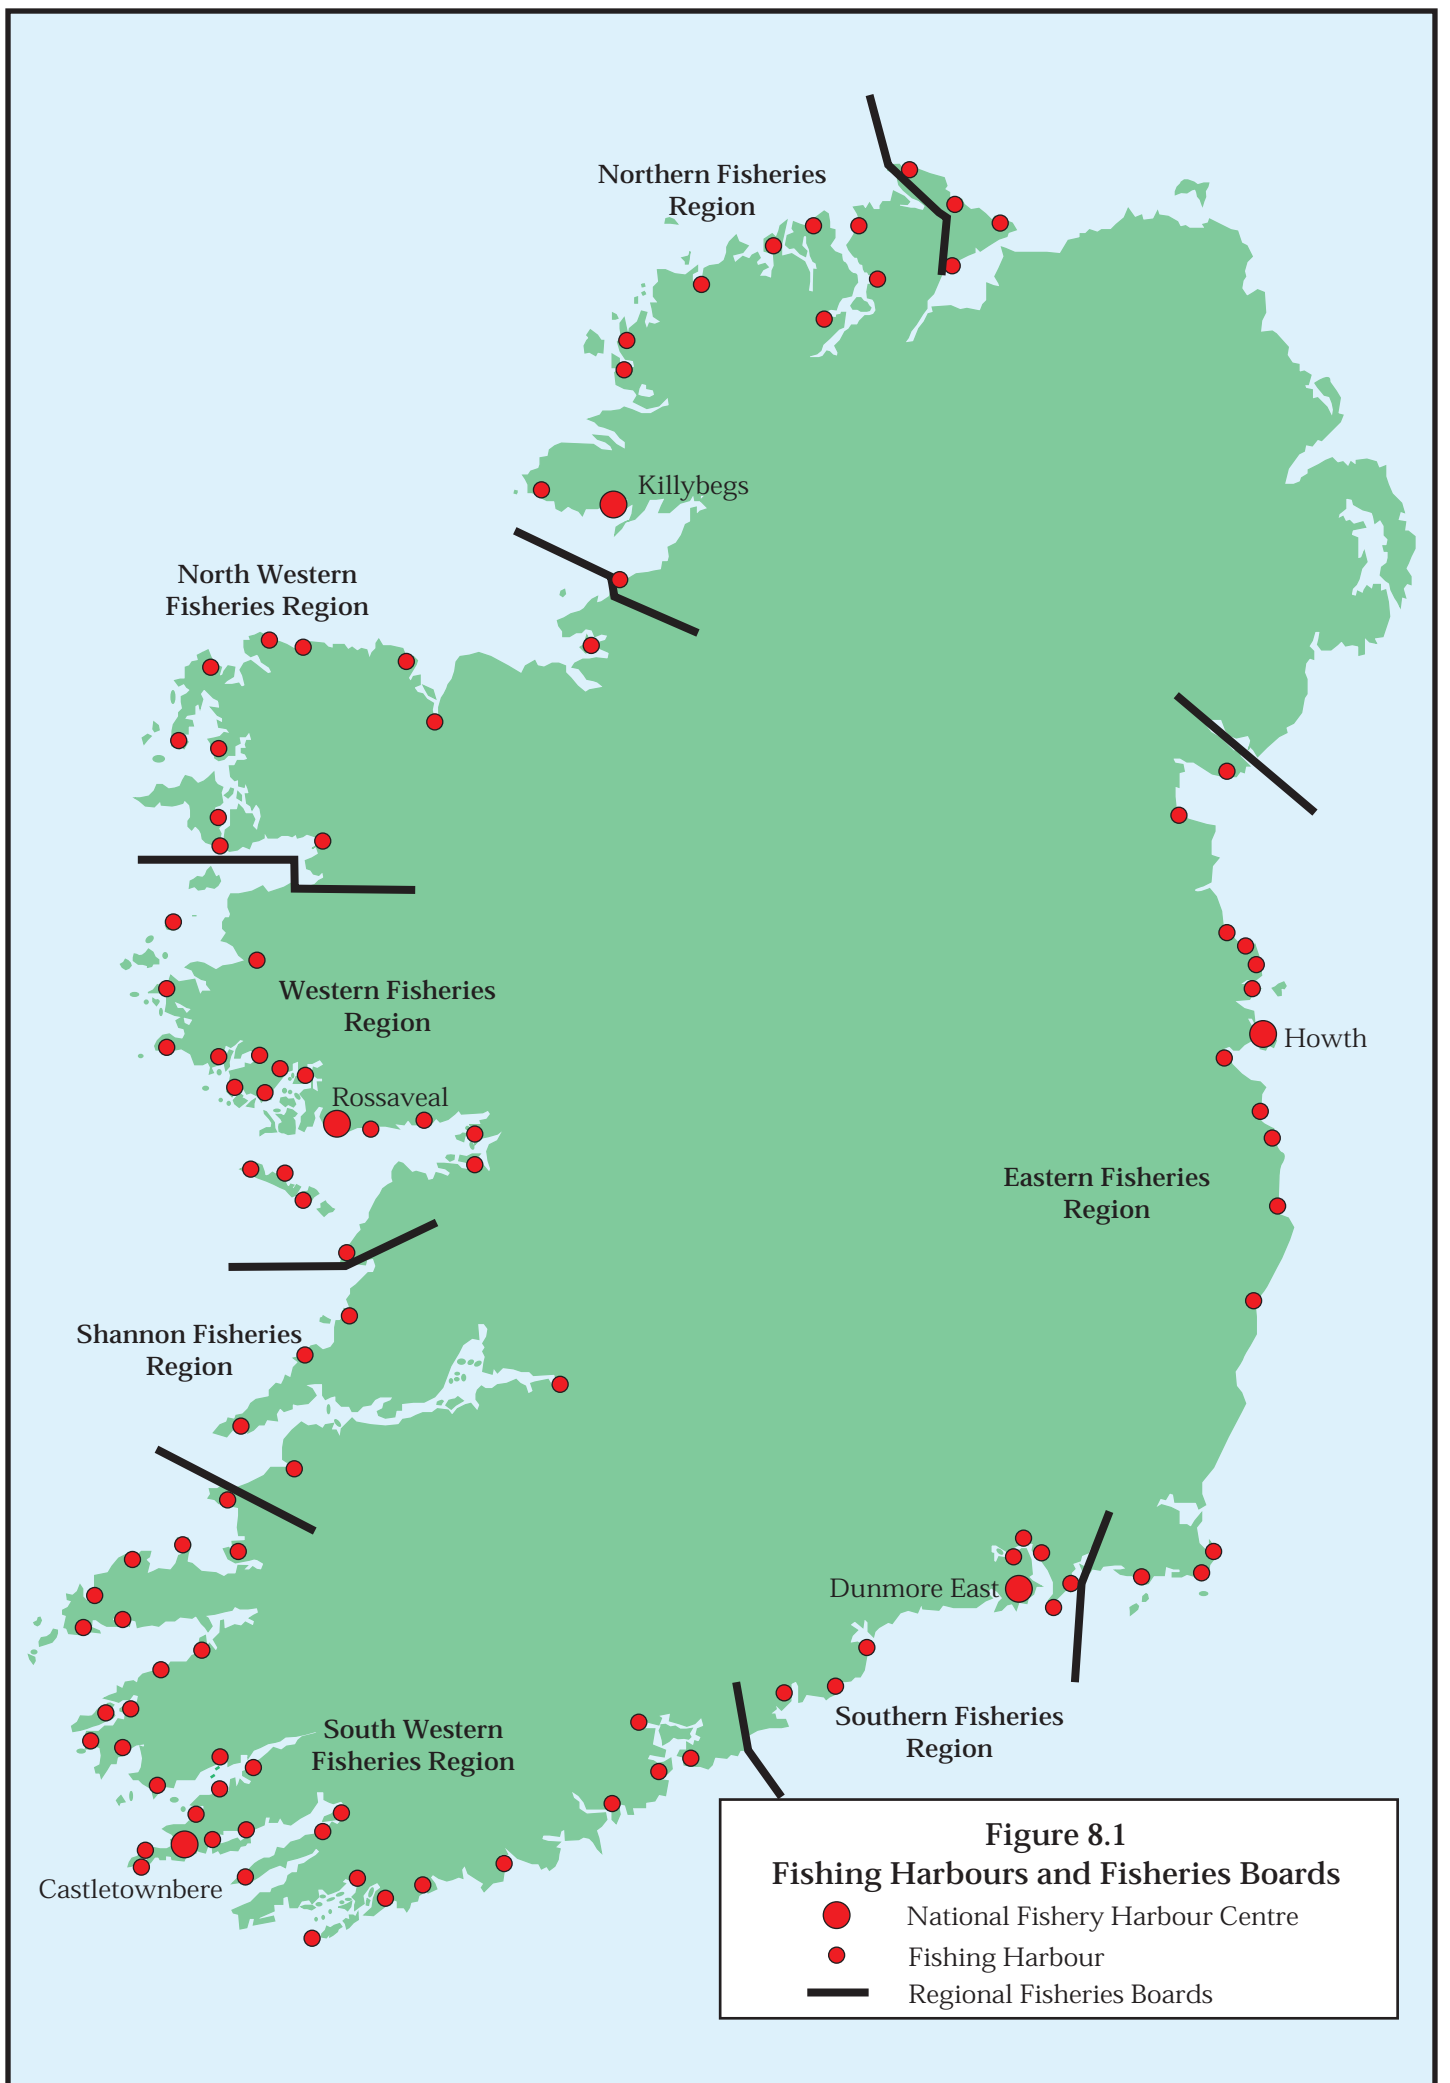 Northern Fisheries
Region
Killybegs
North Western
Fisheries Region
Western Fisheries
Region
Howth
Rossaveal
Eastern Fisheries
Region
Shannon Fisheries
Region
Dunmore East
Southern Fisheries
Region
South Western
Fisheries Region
Castletownbere
Figure 8.1
Fishing Harbours and Fisheries Boards
National Fishery Harbour Centre
Fishing Harbour
Regional Fisheries Boards